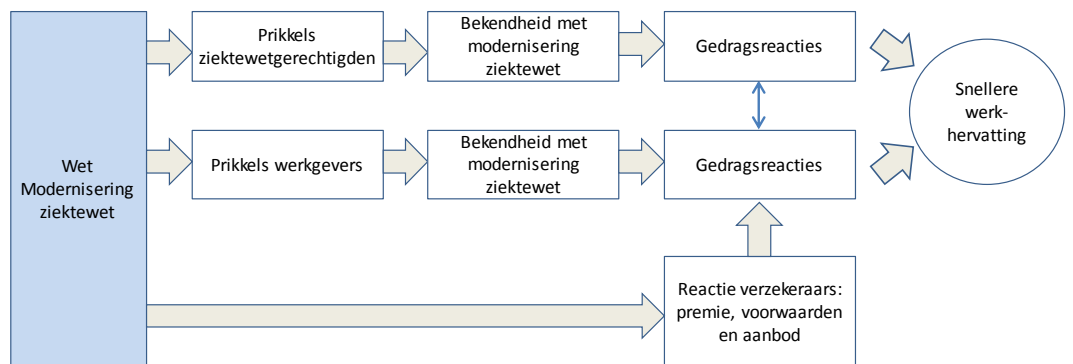 Wet
Modernisering
ziektewet
Prikkels
ziektewetgerechtigden
Bekendheid met
modernisering
ziektewet
Gedragsreacties
Snellere
werk-
hervatting
Prikkels werkgevers
Bekendheid met
modernisering
ziektewet
Gedragsreacties
Reactie verzekeraars:
premie, voorwaarden
en aanbod